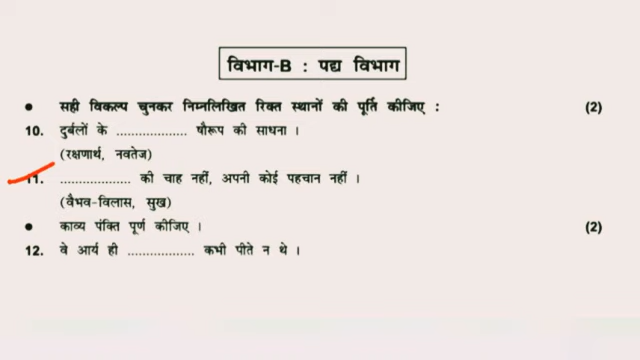 विभाग-B : पद्य विभाग
● सही विकल्प चुनकर निम्नलिखित रिक्त स्थानों की पूर्ति कीजिए : (2)
10. दुर्बलों के ................... षौरूप की साधना ।
(रक्षणार्थ, नवतेज)
11. ................... की चाह नहीं, अपनी कोई पहचान नहीं ।
(वैभव-विलास, सुख)
● काव्य पंक्ति पूर्ण कीजिए । (2)
12. वे आर्य ही .................. कभी पीते न थे ।